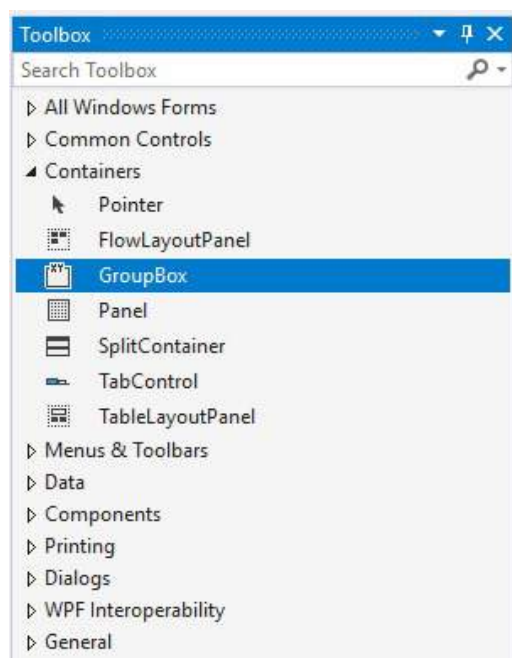 Toolbox
Search Toolbox
All Windows Forms
Common Controls
Containers
Pointer
FlowLayoutPanel
XY
GroupBox
Panel
SplitContainer
TabControl
TableLayoutPanel
Menus & Toolbars
Data
Components
Printing
Dialogs
WPF Interoperability
General